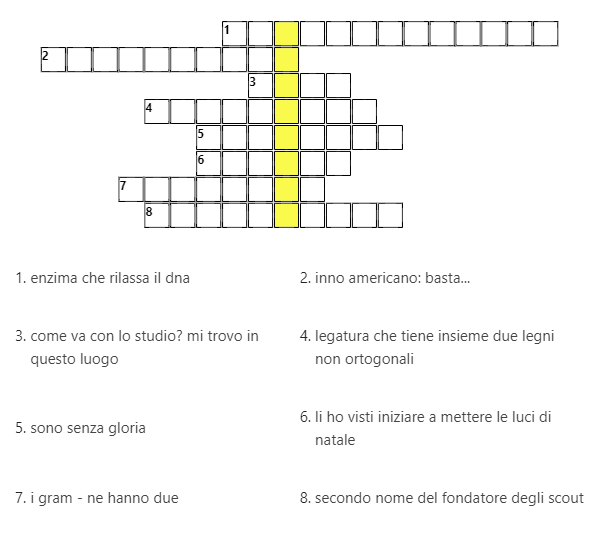 1
2
3
4
5
6
7
8
1. enzima che rilassa il dna
2. inno americano: basta...
3. come va con lo studio? mi trovo in
questo luogo
4. legatura che tiene insieme due legni
non ortogonali
5. sono senza gloria
6. li ho visti iniziare a mettere le luci di
natale
7. i gram - ne hanno due
8. secondo nome del fondatore degli scout